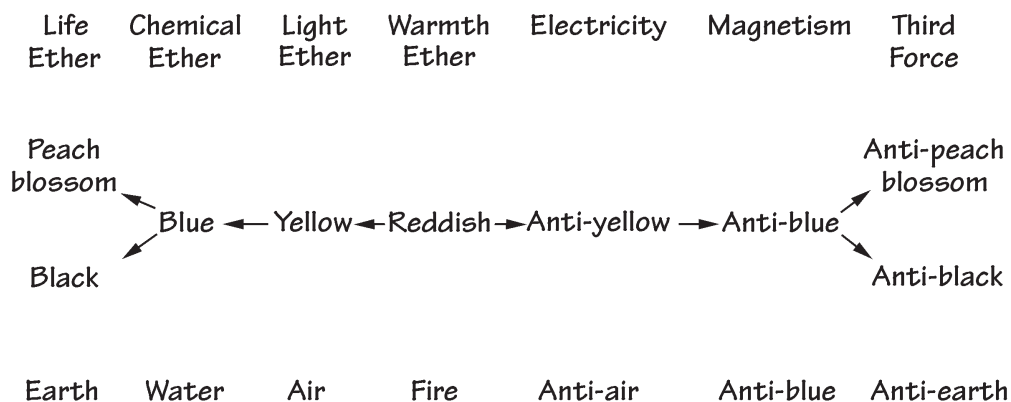 Life Chemical Light Warmth Electricity Magnetism Third
Ether Ether Ether Ether Force
Peach Anti-peach
blossom blossom
Blue Yellow Reddish Anti-yellow Anti-blue
Black Anti-black
Earth Water Air Fire Anti-air Anti-blue Anti-earth